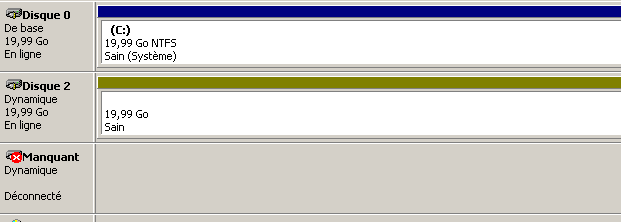 Disque 0
De base
19,99 Go
En ligne
(C:)
19,99 Go NTFS
Sain (Système)
Disque 2
Dynamique
19,99 Go
En ligne
19,99 Go
Sain
Manquant
Dynamique
Déconnecté